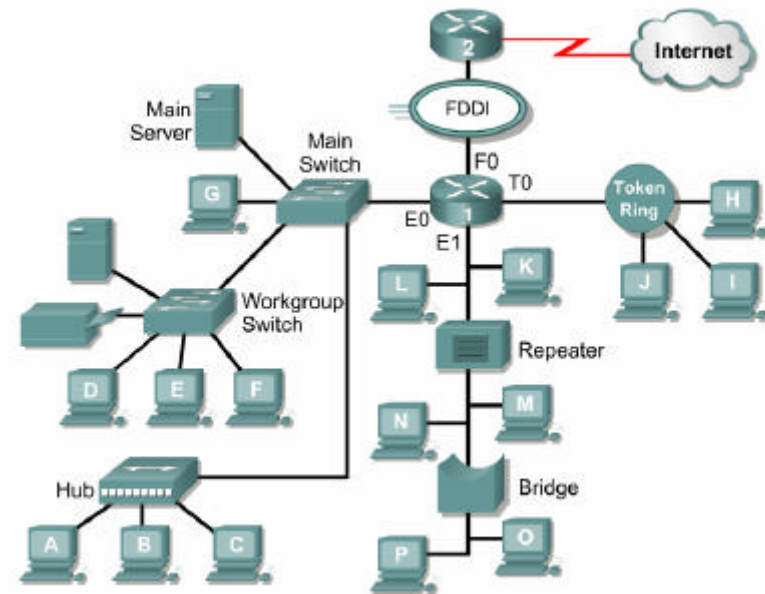 2
Internet
FDDI
Main
Server
Main
Switch
F0
T0
G
E0
1
Token
Ring
H
E1
L
K
J
I
Workgroup
Switch
Repeater
D
E
F
N
M
Hub
Bridge
A
B
C
P
O